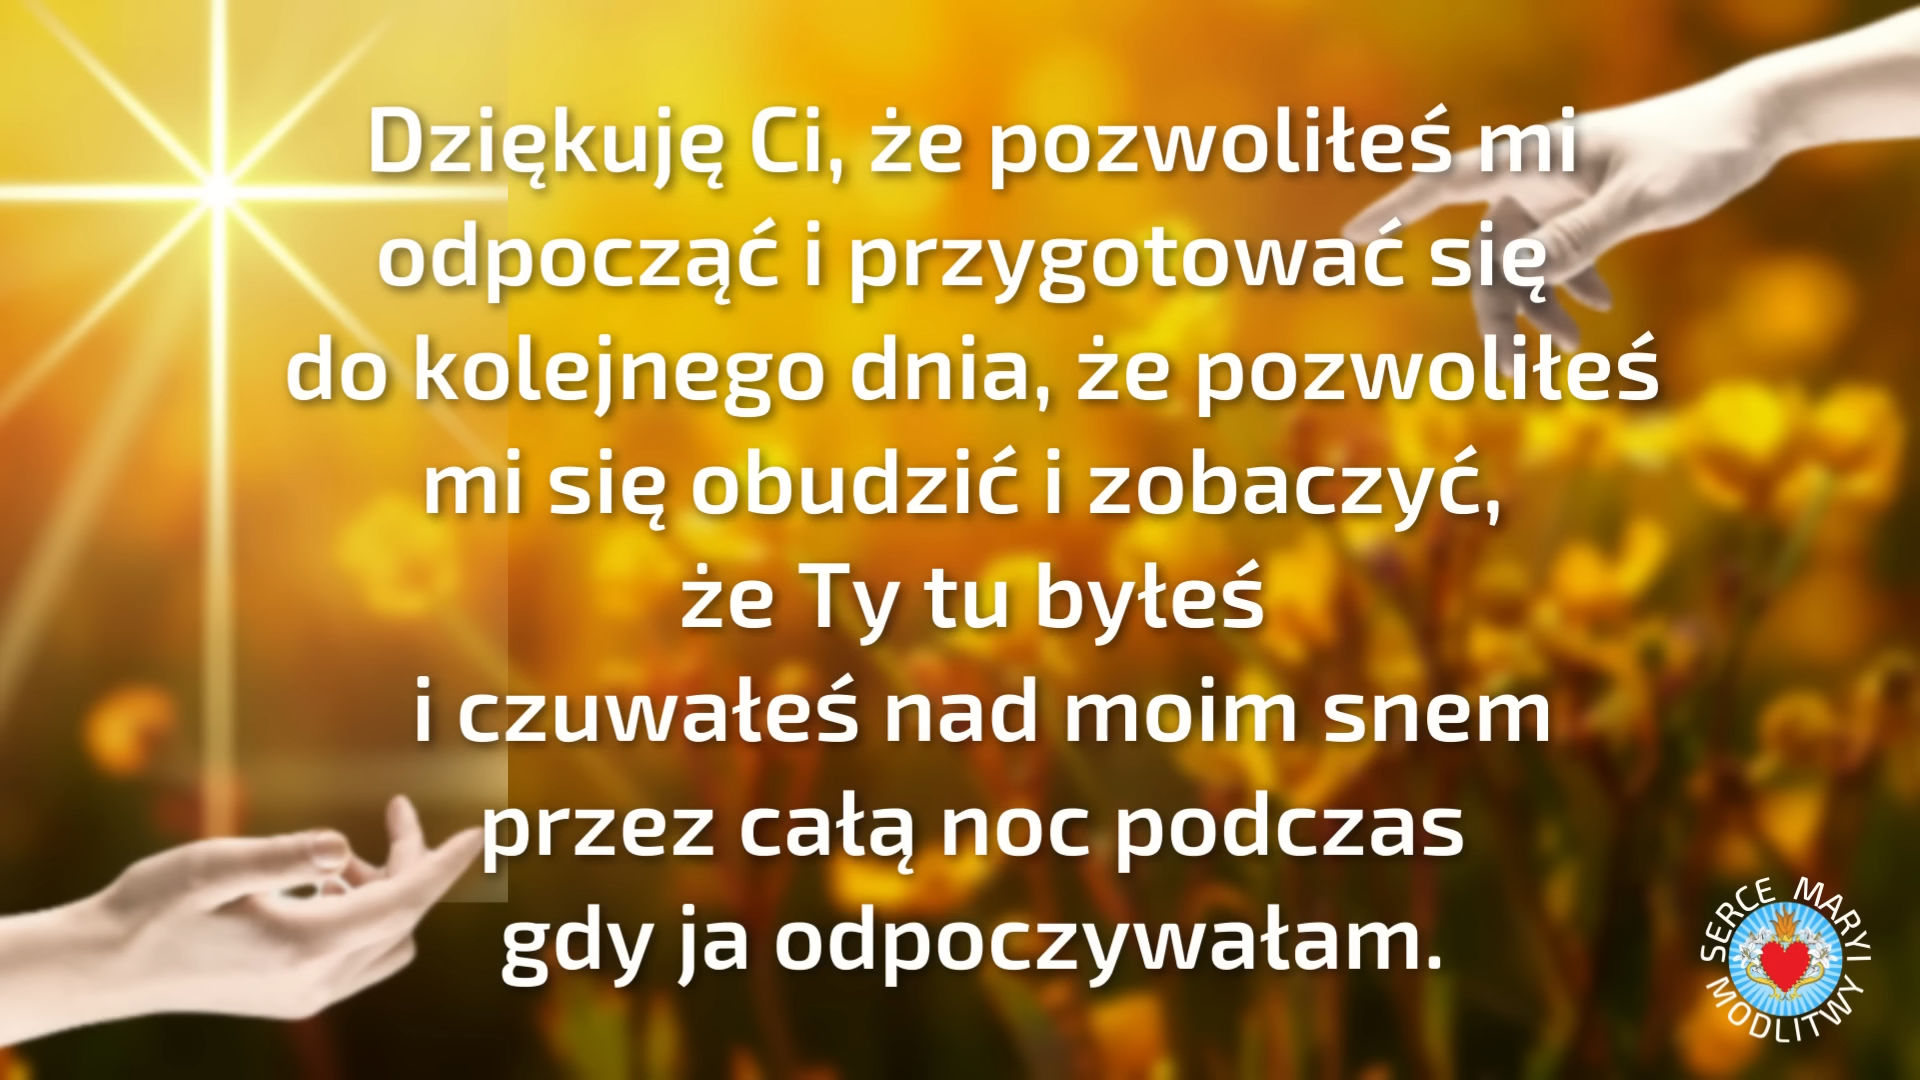 Dziękuję Ci, że pozwoliłeś mi
odpocząć i przygotować się
do kolejnego dnia, że pozwoliłeś
mi się obudzić i zobaczyć,
że Ty tu byłeś
i czuwałeś nad moim snem
przez całą noc podczas
gdy ja odpoczywałam.
SERCE MARYI
MODLITWY